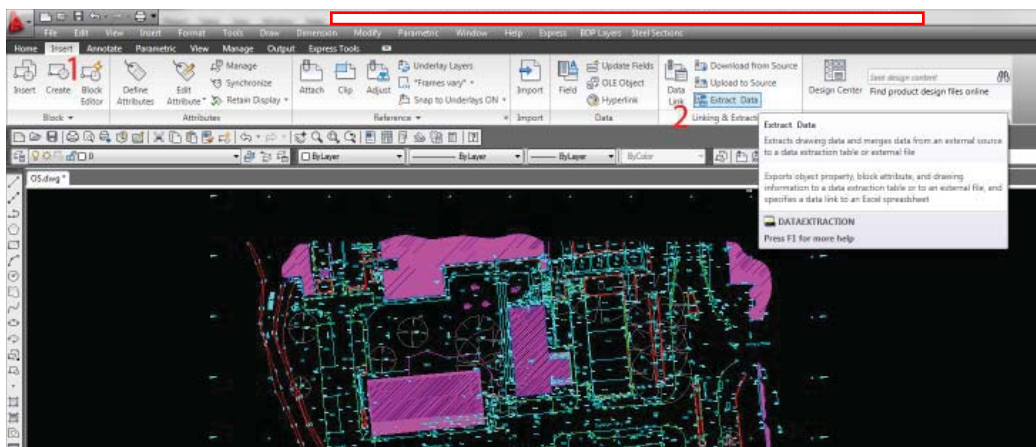 File Edit View Insert Format Tools Draw Dimension Modify Parametric Window Help Express BDP Layers Steel Sections
Home Insert Annotate Parametric View Manage Output Express Tools
1
Manage
Synchronize
Retain Display
Underlay Layers
*Frames vary*
Snap to Underlays ON
Update Fields
OLE Object
Hyperlink
Download from Source
Upload to Source
Extract Data
Insert Create Block Editor
Define Attributes
Edit Attribute
Attach Clip Adjust
Import
Field
Data Link
Design Center
Seek design content
Find product design files online
2
Block Attributes Reference Import Data Linking & Extracti
0
ByLayer ByLayer ByLayer ByColor
OS.dwg*
Extract Data
Extracts drawing data and merges data from an external source
to a data extraction table or external file
Exports object property, block attribute, and drawing
information to a data extraction table or to an external file, and
specifies a data link to an Excel spreadsheet
DATAEXTRACTION
Press F1 for more help